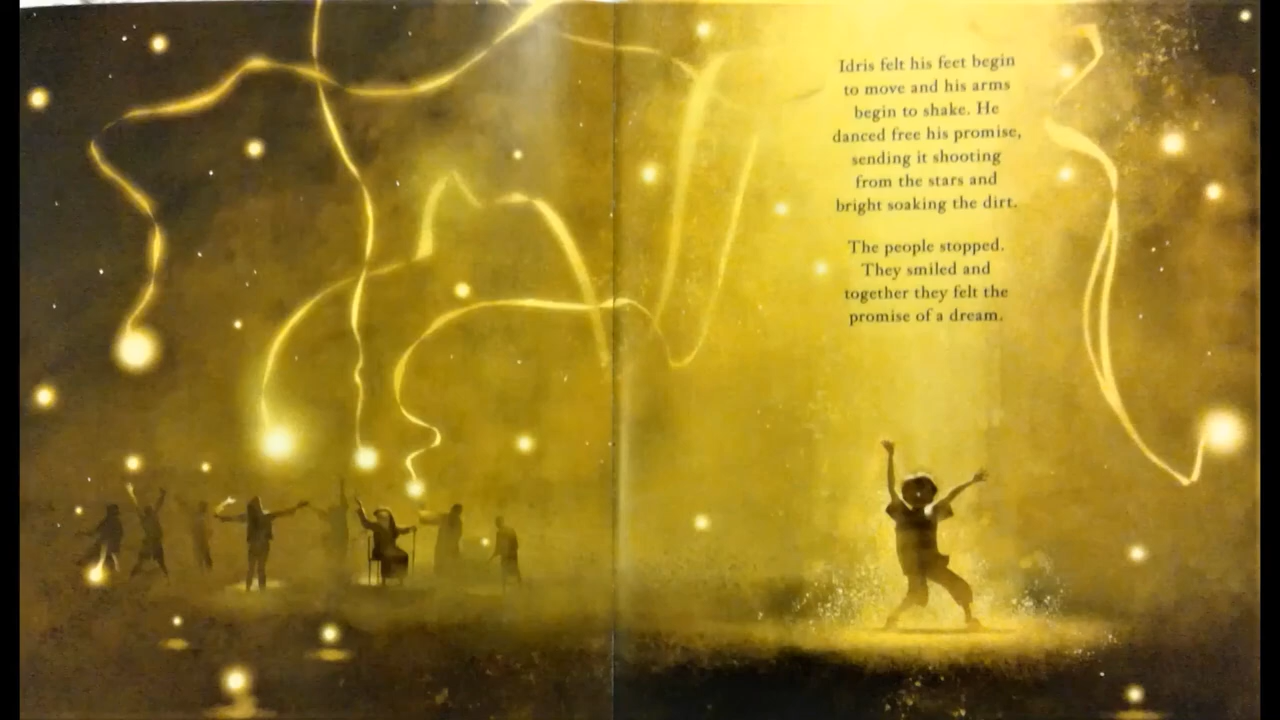 Idris felt his feet begin
to move and his arms
begin to shake. He
danced free his promise,
sending it shooting
from the stars and
bright soaking the dirt.
The people stopped.
They smiled and
together they felt the
promise of a dream.